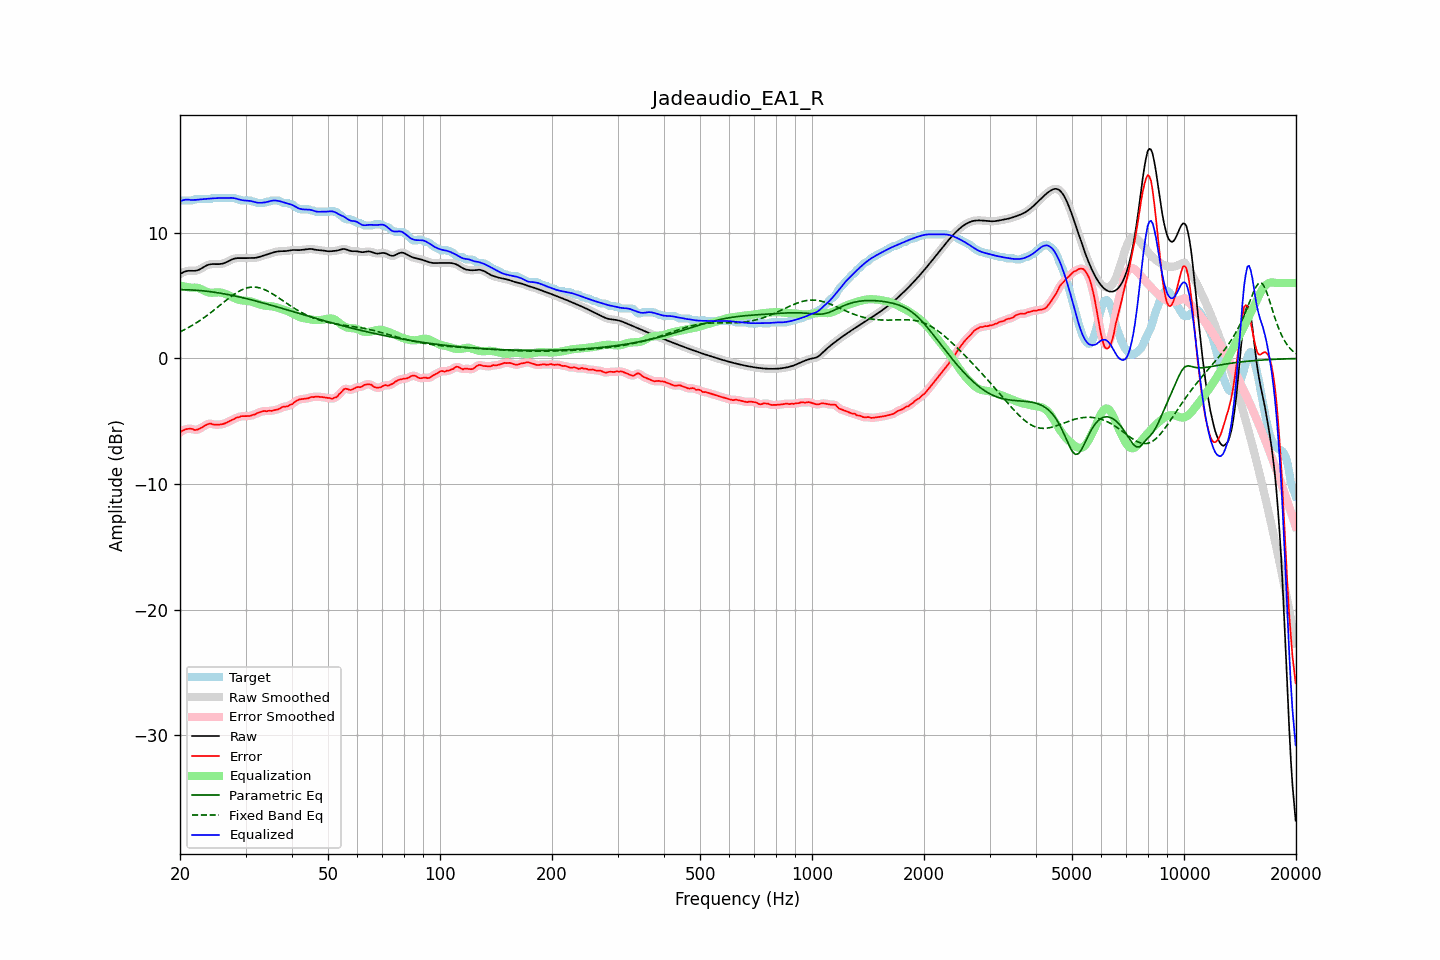 Jadeaudio_EA1_R
10
0
−10
−20
−30
Amplitude (dBr)
Target
Raw Smoothed
Error Smoothed
Raw
Error
Equalization
Parametric Eq
Fixed Band Eq
Equalized
20 50 100 200 500 1000 2000 5000 10000 20000
Frequency (Hz)